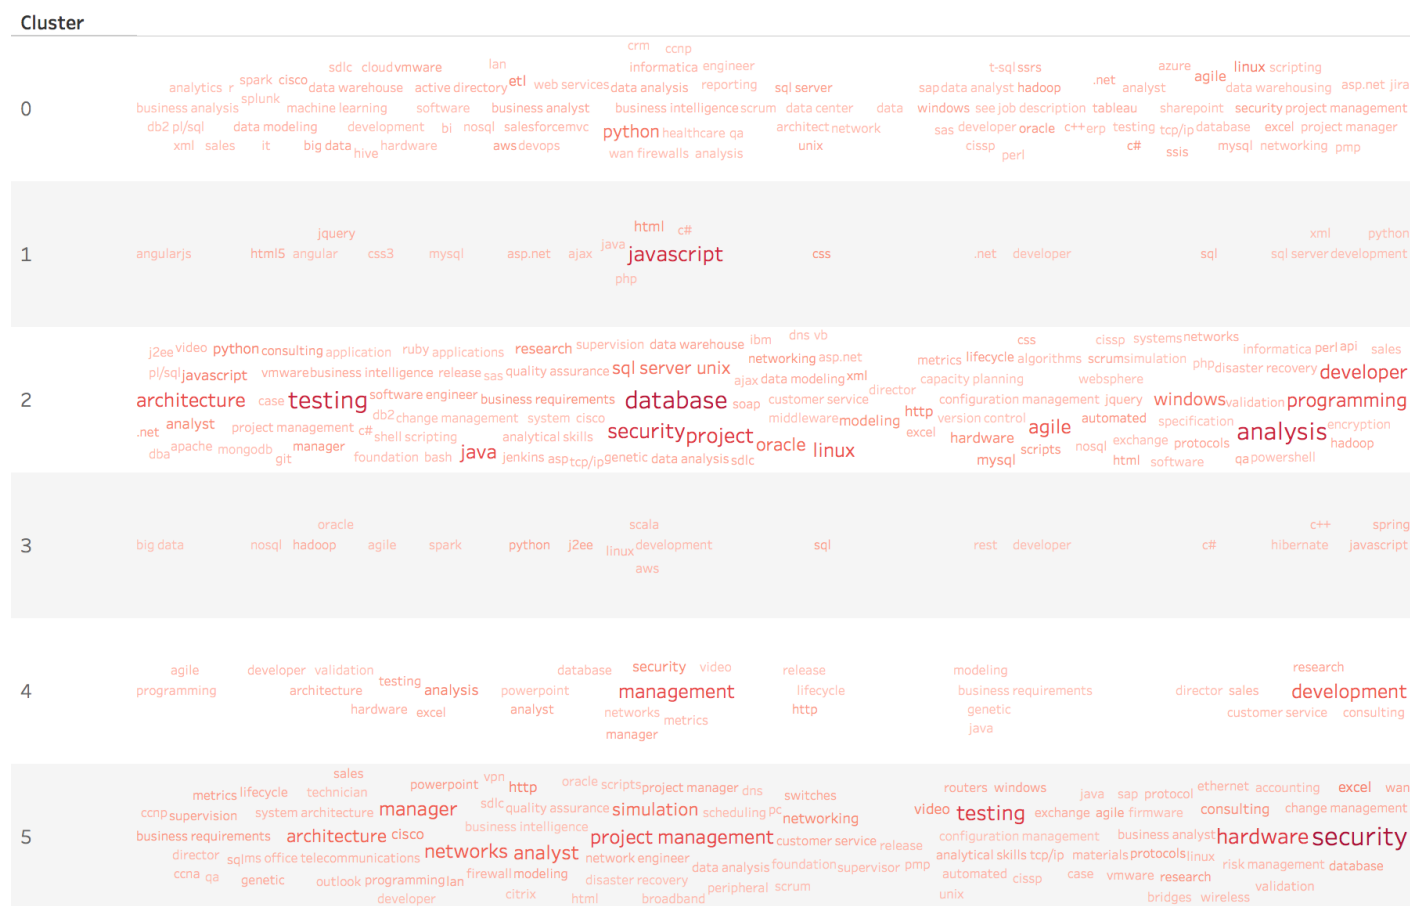 Cluster
0
crm ccnp
sdlc cloud vmware lan informatica engineer t-sql ssrs azure linux scripting
analytics r spark cisco data warehouse active directory etl web services data analysis reporting sql server sap data analyst hadoop .net analyst agile data warehousing asp.net jira
business analysis splunk machine learning software business analyst business intelligence scrum data center data windows see job description tableau sharepoint security project management
db2 pl/sql data modeling development bi nosql salesforce mvc python healthcare qa architect network sas developer oracle c++ erp testing tcp/ip database excel project manager
xml sales it big data hive hardware aws devops wan firewalls analysis unix cissp perl c# ssis mysql networking pmp
1
jquery html c# xml python
angularjs html5 angular css3 mysql asp.net ajax java javascript css .net developer sql sql server development
php
2
ibm dns vb css cissp systems networks
j2ee video python consulting application ruby applications research supervision data warehouse networking asp.net metrics lifecycle algorithms scrum simulation php informatica perl api sales
pl/sql javascript vmware business intelligence release sas quality assurance sql server unix ajax data modeling xml director capacity planning websphere disaster recovery developer
architecture case testing software engineer business requirements database soap customer service http configuration management jquery windows validation programming
.net analyst project management c# db2 change management system cisco security project middleware modeling excel version control agile automated specification analysis encryption
dba apache mongodb git manager shell scripting foundation bash java analytical skills jenkins asp tcp/ip genetic data analysis sdlc oracle linux hardware mysql scripts nosql exchange html protocols software qa powershell hadoop
3
oracle scala c++ spring
big data nosql hadoop agile spark python j2ee linux development sql rest developer c# hibernate javascript
aws
4
agile developer validation testing database security video release modeling research
programming architecture analysis powerpoint management lifecycle business requirements director sales development
hardware excel analyst networks metrics http genetic customer service consulting
manager java
5
sales powerpoint vpn http oracle scripts project manager dns switches routers windows java sap protocol ethernet accounting excel wan
metrics lifecycle technician
ccnp supervision system architecture manager sdlc quality assurance simulation scheduling pc networking video testing exchange agile firmware consulting change management
business requirements architecture cisco business intelligence project management customer service release configuration management business analyst hardware security
director sql ms office telecommunications networks analyst network engineer data analysis foundation supervisor pmp analytical skills tcp/ip materials protocols linux risk management database
ccna qa genetic outlook programming lan firewall modeling disaster recovery peripheral scrum automated cissp case vmware research validation
developer citrix html broadband unix bridges wireless